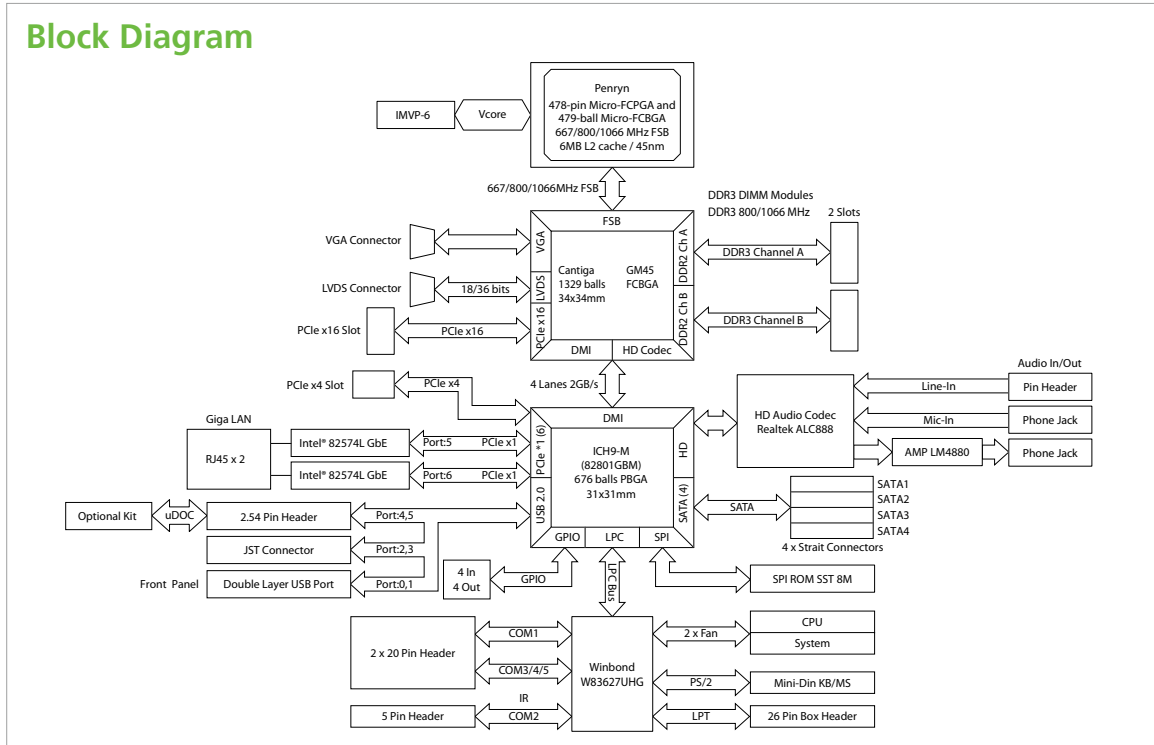 Block Diagram
Penryn
478-pin Micro-FCPGA and
479-ball Micro-FCBGA
667/800/1066 MHz FSB
6MB L2 cache / 45nm
IMVP-6
Vcore
667/800/1066MHz FSB
DDR3 DIMM Modules
DDR3 800/1066 MHz
2 Slots
FSB
VGA Connector
VGA
Cantiga
1329 balls
34x34mm
GM45
FCBGA
DDR2 Ch A
DDR3 Channel A
LVDS Connector
18/36 bits
LVDS
PCIe x16 Slot
PCIe x16
PCIe x16
DDR2 Ch B
DDR3 Channel B
DMI
HD Codec
PCIe x4 Slot
PCIe x4
4 Lanes 2GB/s
Audio In/Out
DMI
HD Audio Codec
Realtek ALC888
Line-In
Pin Header
Mic-In
Phone Jack
AMP LM4880
Phone Jack
Giga LAN
RJ45 x 2
Intel® 82574L GbE
Port:5
PCIe x1
Intel® 82574L GbE
Port:6
PCIe x1
PCIe *1 (6)
ICH9-M
(82801GBM)
676 balls PBGA
31x31mm
HD
SATA (4)
SATA
SATA1
SATA2
SATA3
SATA4
4 x Strait Connectors
USB 2.0
Optional Kit
uDOC
2.54 Pin Header
Port:4,5
JST Connector
Port:2,3
Front Panel
Double Layer USB Port
Port:0,1
GPIO
LPC
SPI
4 In
4 Out
GPIO
LPC Bus
SPI ROM SST 8M
2 x 20 Pin Header
COM1
COM3/4/5
Winbond
W83627UHG
2 x Fan
CPU
System
PS/2
Mini-Din KB/MS
IR
5 Pin Header
COM2
LPT
26 Pin Box Header